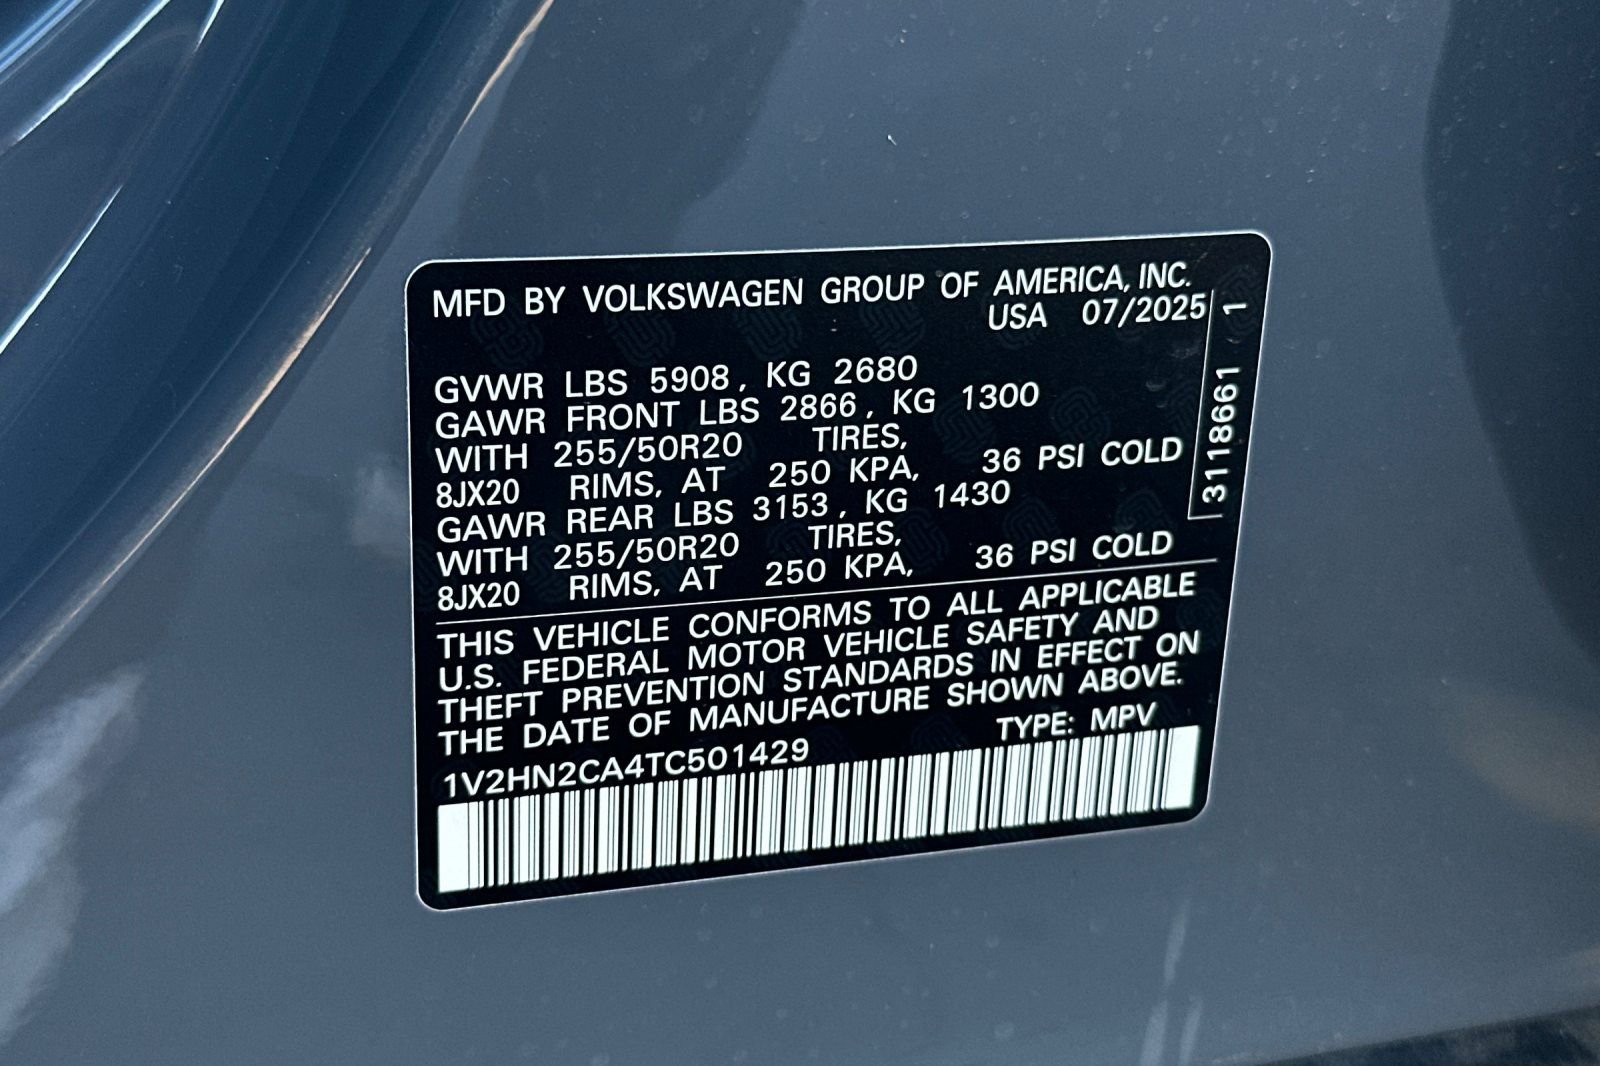 MFD BY VOLKSWAGEN GROUP OF AMERICA, INC.
USA 07/2025
GVWR LBS 5908, KG 2680
GAWR FRONT LBS 2866, KG 1300
WITH 255/50R20 TIRES,
8JX20 RIMS, AT 250 KPA, 36 PSI COLD
GAWR REAR LBS 3153, KG 1430
WITH 255/50R20 TIRES,
8JX20 RIMS, AT 250 KPA, 36 PSI COLD
3118661 1
THIS VEHICLE CONFORMS TO ALL APPLICABLE
U.S. FEDERAL MOTOR VEHICLE SAFETY AND
THEFT PREVENTION STANDARDS IN EFFECT ON
THE DATE OF MANUFACTURE SHOWN ABOVE.
1V2HN2CA4TC501429 TYPE: MPV